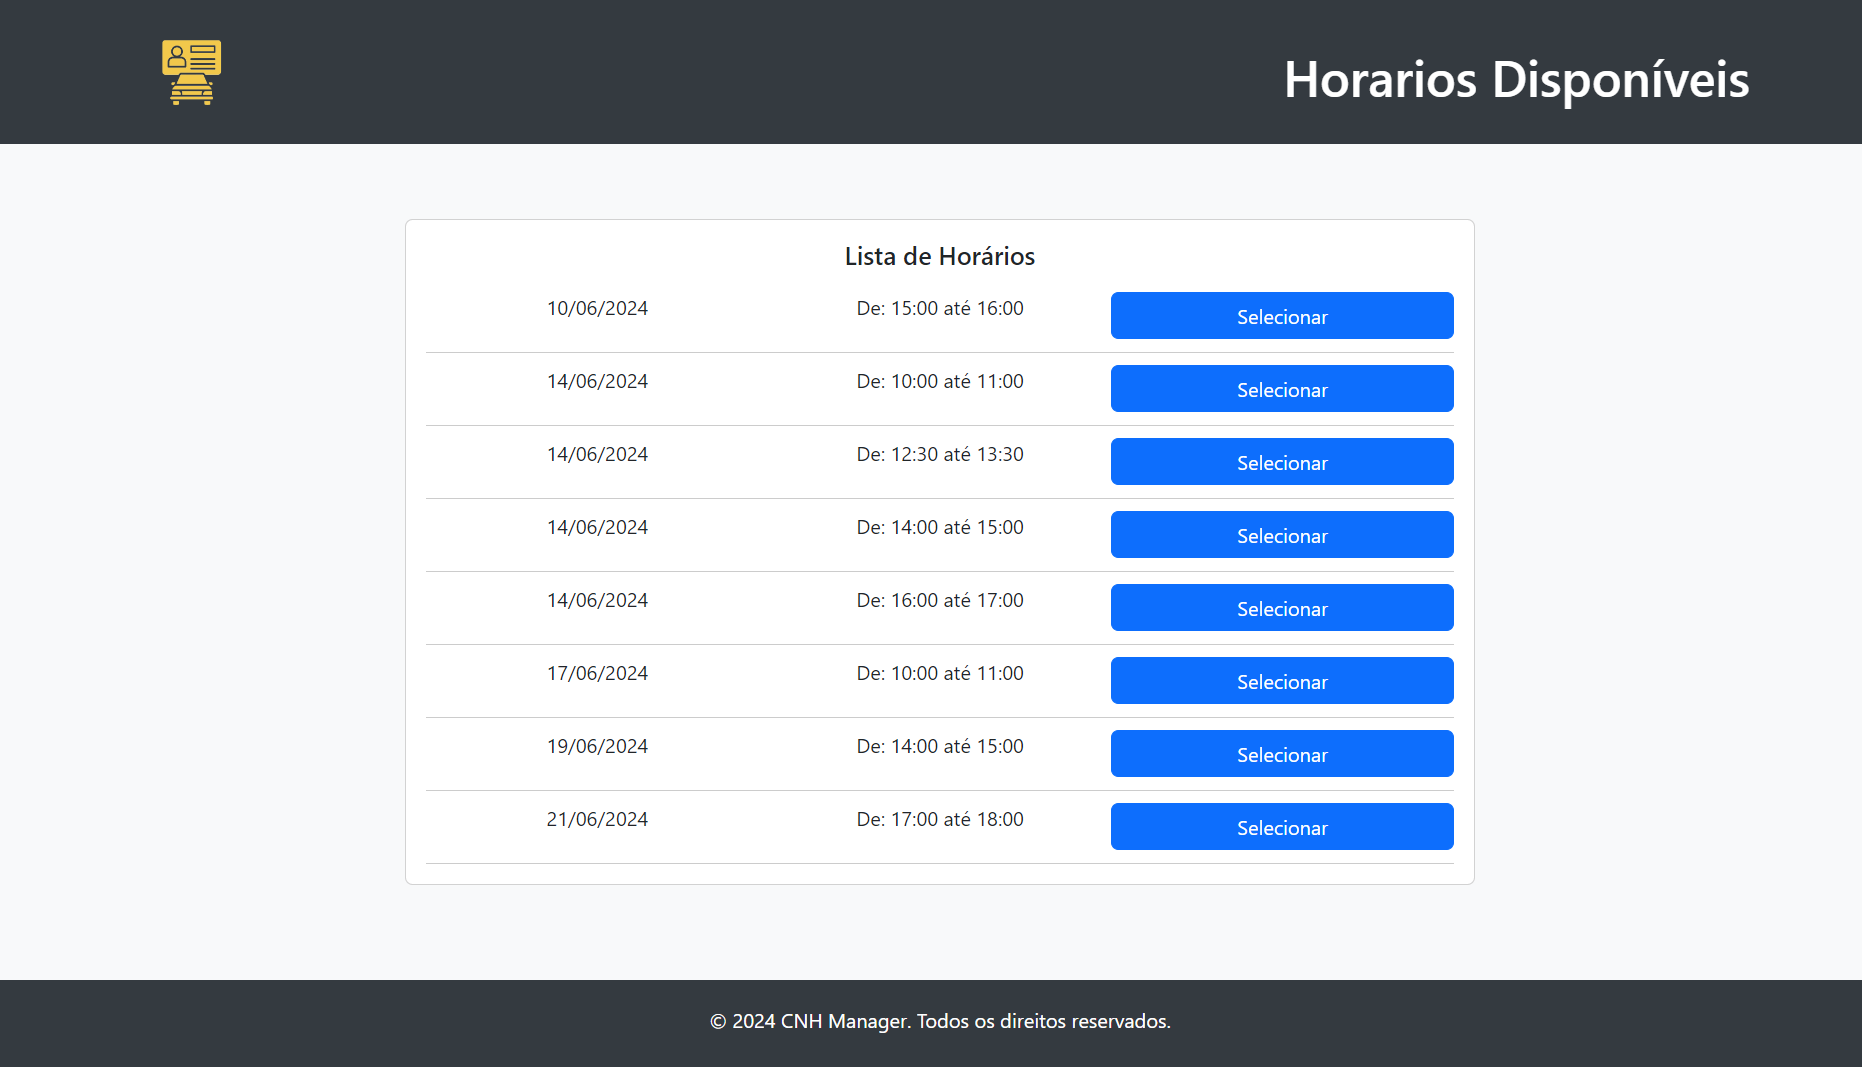 Horarios Disponíveis
Lista de Horários
10/06/2024 De: 15:00 até 16:00 Selecionar
14/06/2024 De: 10:00 até 11:00 Selecionar
14/06/2024 De: 12:30 até 13:30 Selecionar
14/06/2024 De: 14:00 até 15:00 Selecionar
14/06/2024 De: 16:00 até 17:00 Selecionar
17/06/2024 De: 10:00 até 11:00 Selecionar
19/06/2024 De: 14:00 até 15:00 Selecionar
21/06/2024 De: 17:00 até 18:00 Selecionar
© 2024 CNH Manager. Todos os direitos reservados.